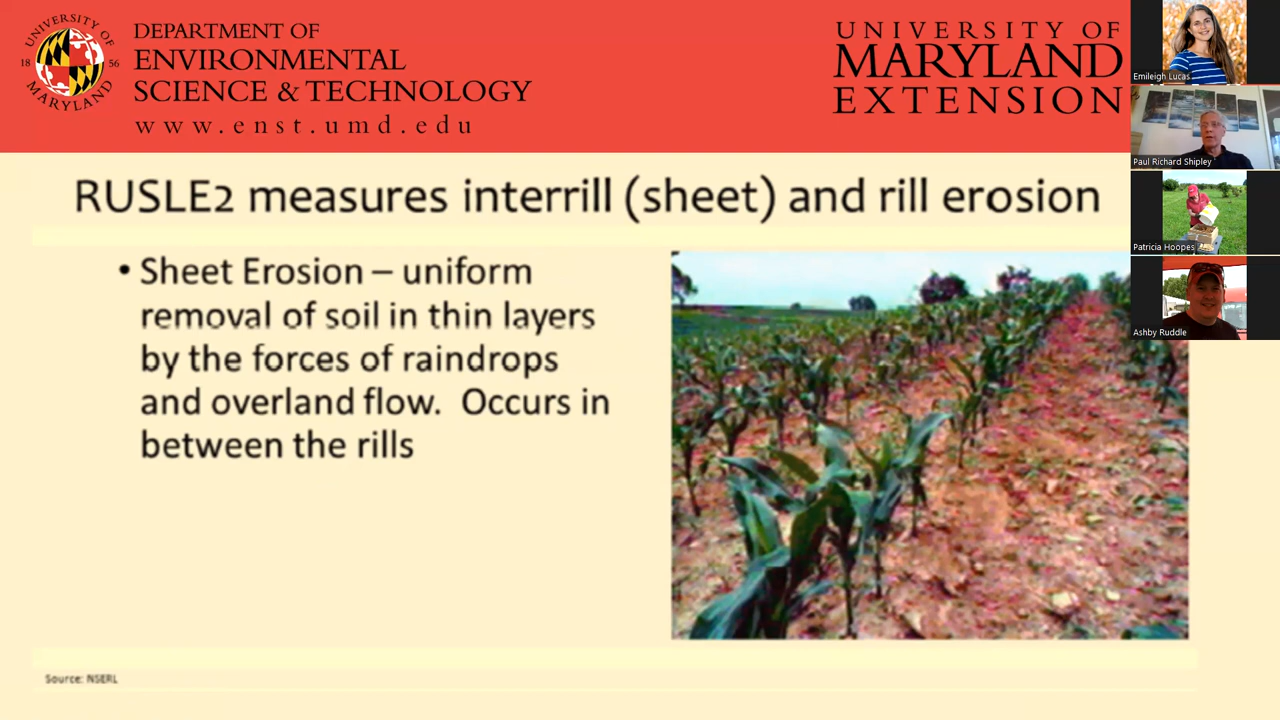 UNIVERSITY OF
18 56
MARYLAND
DEPARTMENT OF
ENVIRONMENTAL
SCIENCE & TECHNOLOGY
www.enst.umd.edu
UNIVERSITY OF
MARYLAND
EXTENSION
Emileigh Lucas
Paul Richard Shipley
Patricia Hoopes
Ashby Ruddle
RUSLE2 measures interrill (sheet) and rill erosion
• Sheet Erosion – uniform
removal of soil in thin layers
by the forces of raindrops
and overland flow.  Occurs in
between the rills
Source: NSERL